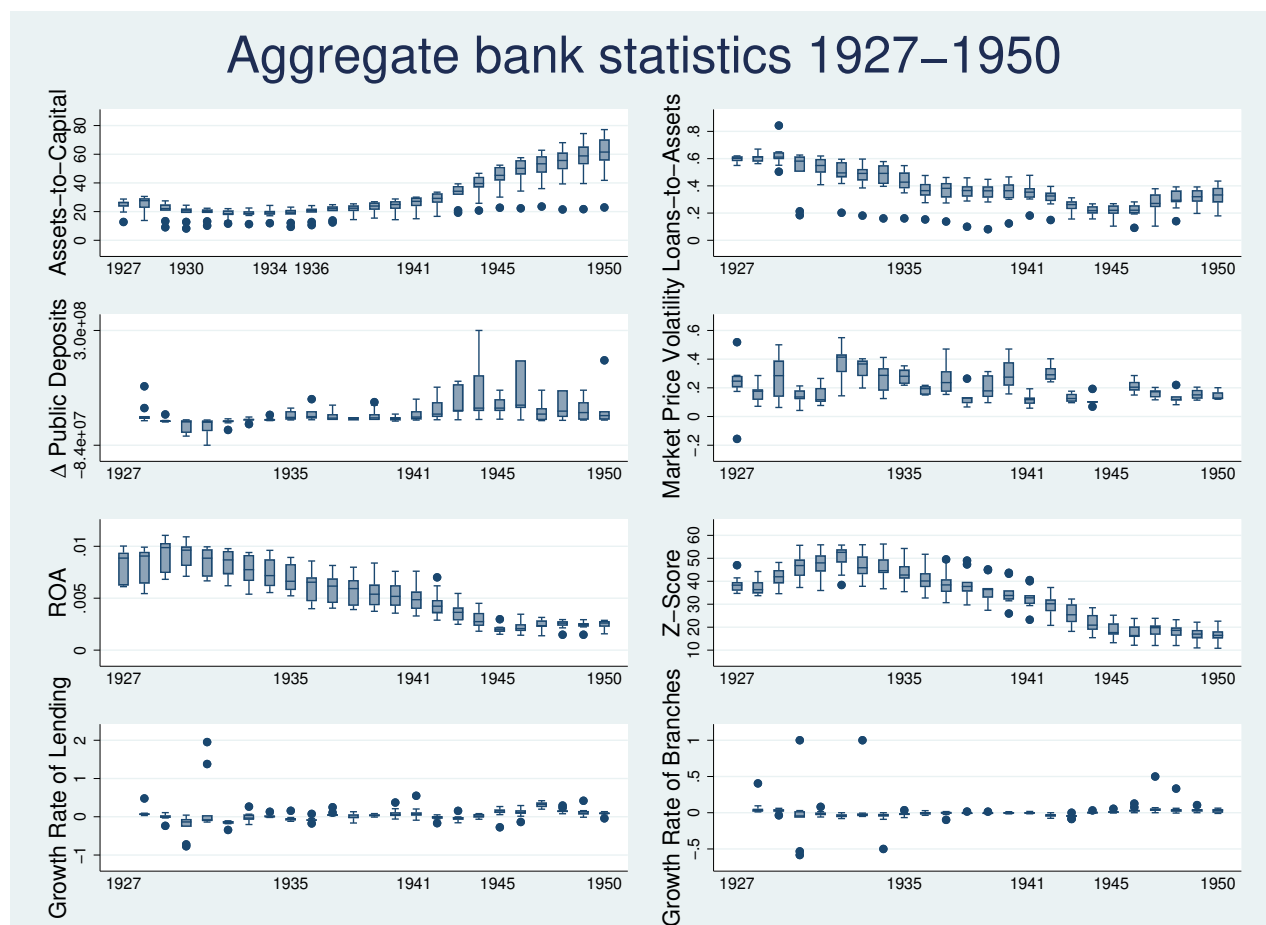 Aggregate bank statistics 1927–1950
Assets–to–Capital
80
60
40
20
0
1927 1930 1934 1936 1941 1945 1950
Loans–to–Assets
.8
.6
.4
.2
0
1927 1935 1941 1945 1950
Δ Public Deposits
3.0e+08
−8.4e+07
1927 1935 1941 1945 1950
Market Price Volatility
.6
.4
.2
0
−.2
1927 1935 1941 1945 1950
ROA
.01
.005
0
1927 1935 1941 1945 1950
Z−Score
60
50
40
30
20
10
1927 1935 1941 1945 1950
Growth Rate of Lending
2
1
0
−1
1927 1935 1941 1945 1950
Growth Rate of Branches
1
.5
0
−.5
1927 1935 1941 1945 1950